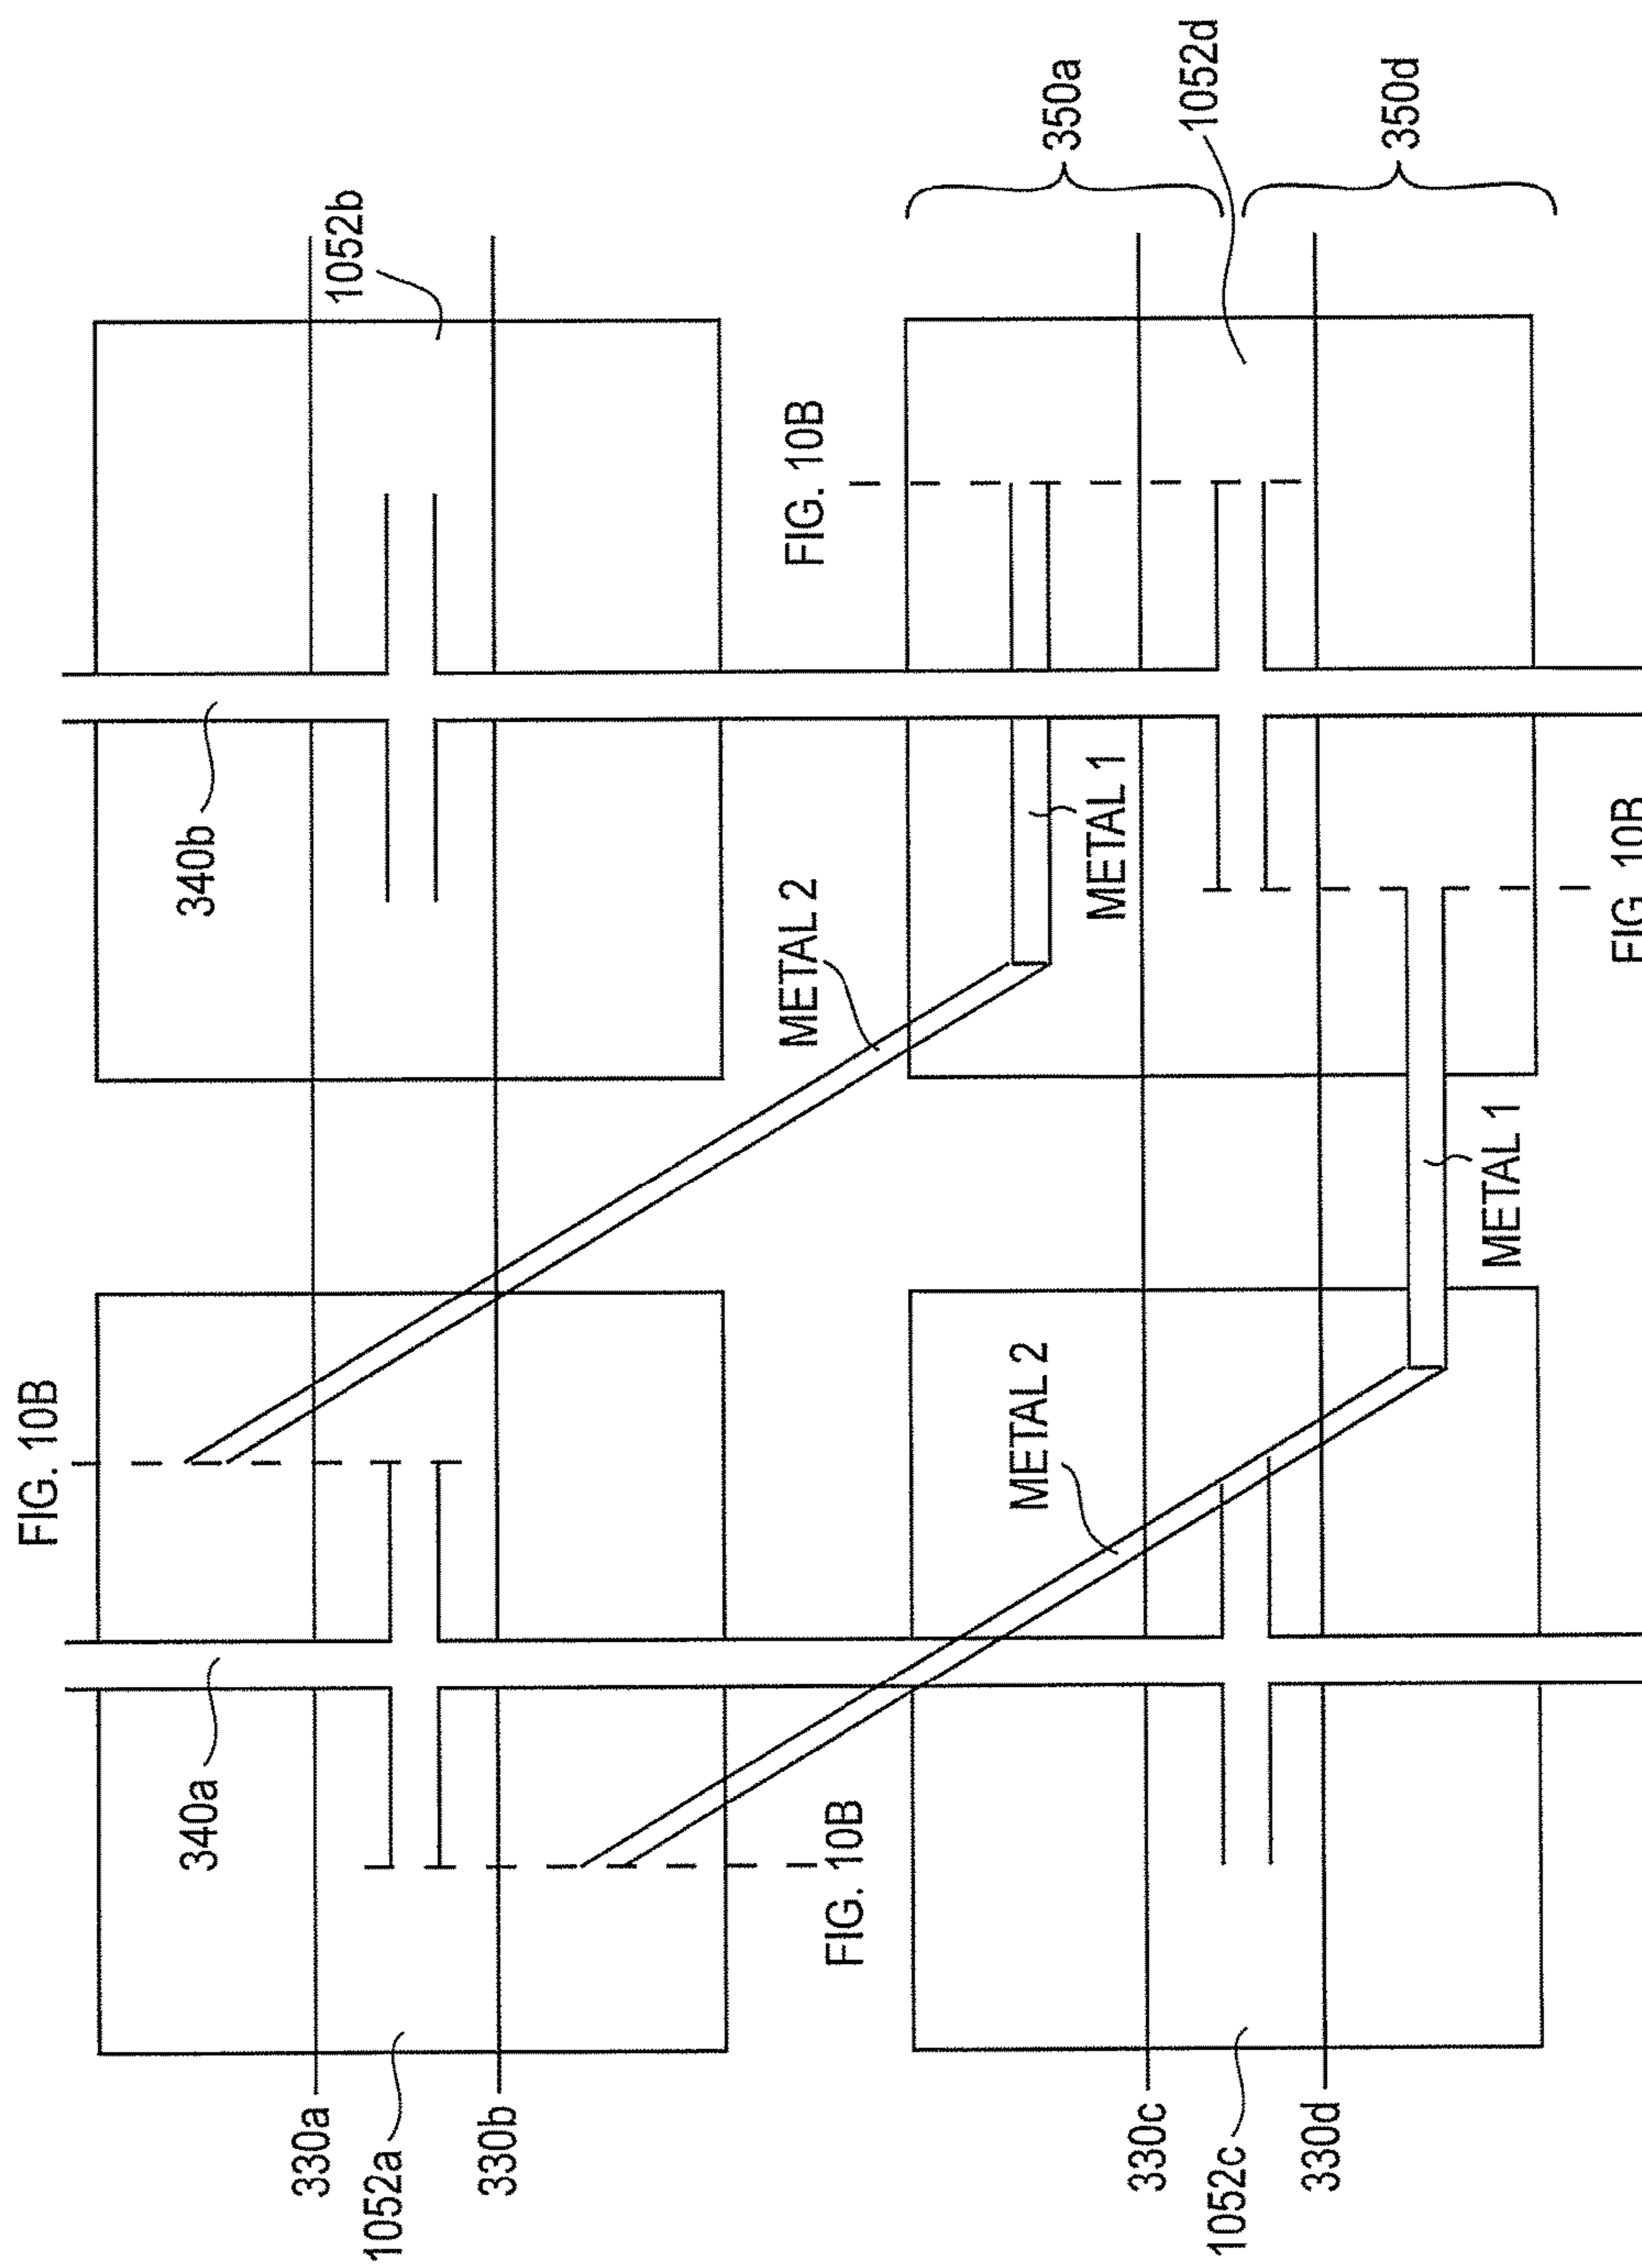 FIG. 10B
340a
340b
330a
1052b
1052a
330b
METAL 2
FIG. 10B
FIG. 10B
METAL 2
350a
METAL 1
330c
1052d
1052c
330d
350d
METAL 1
FIG. 10B